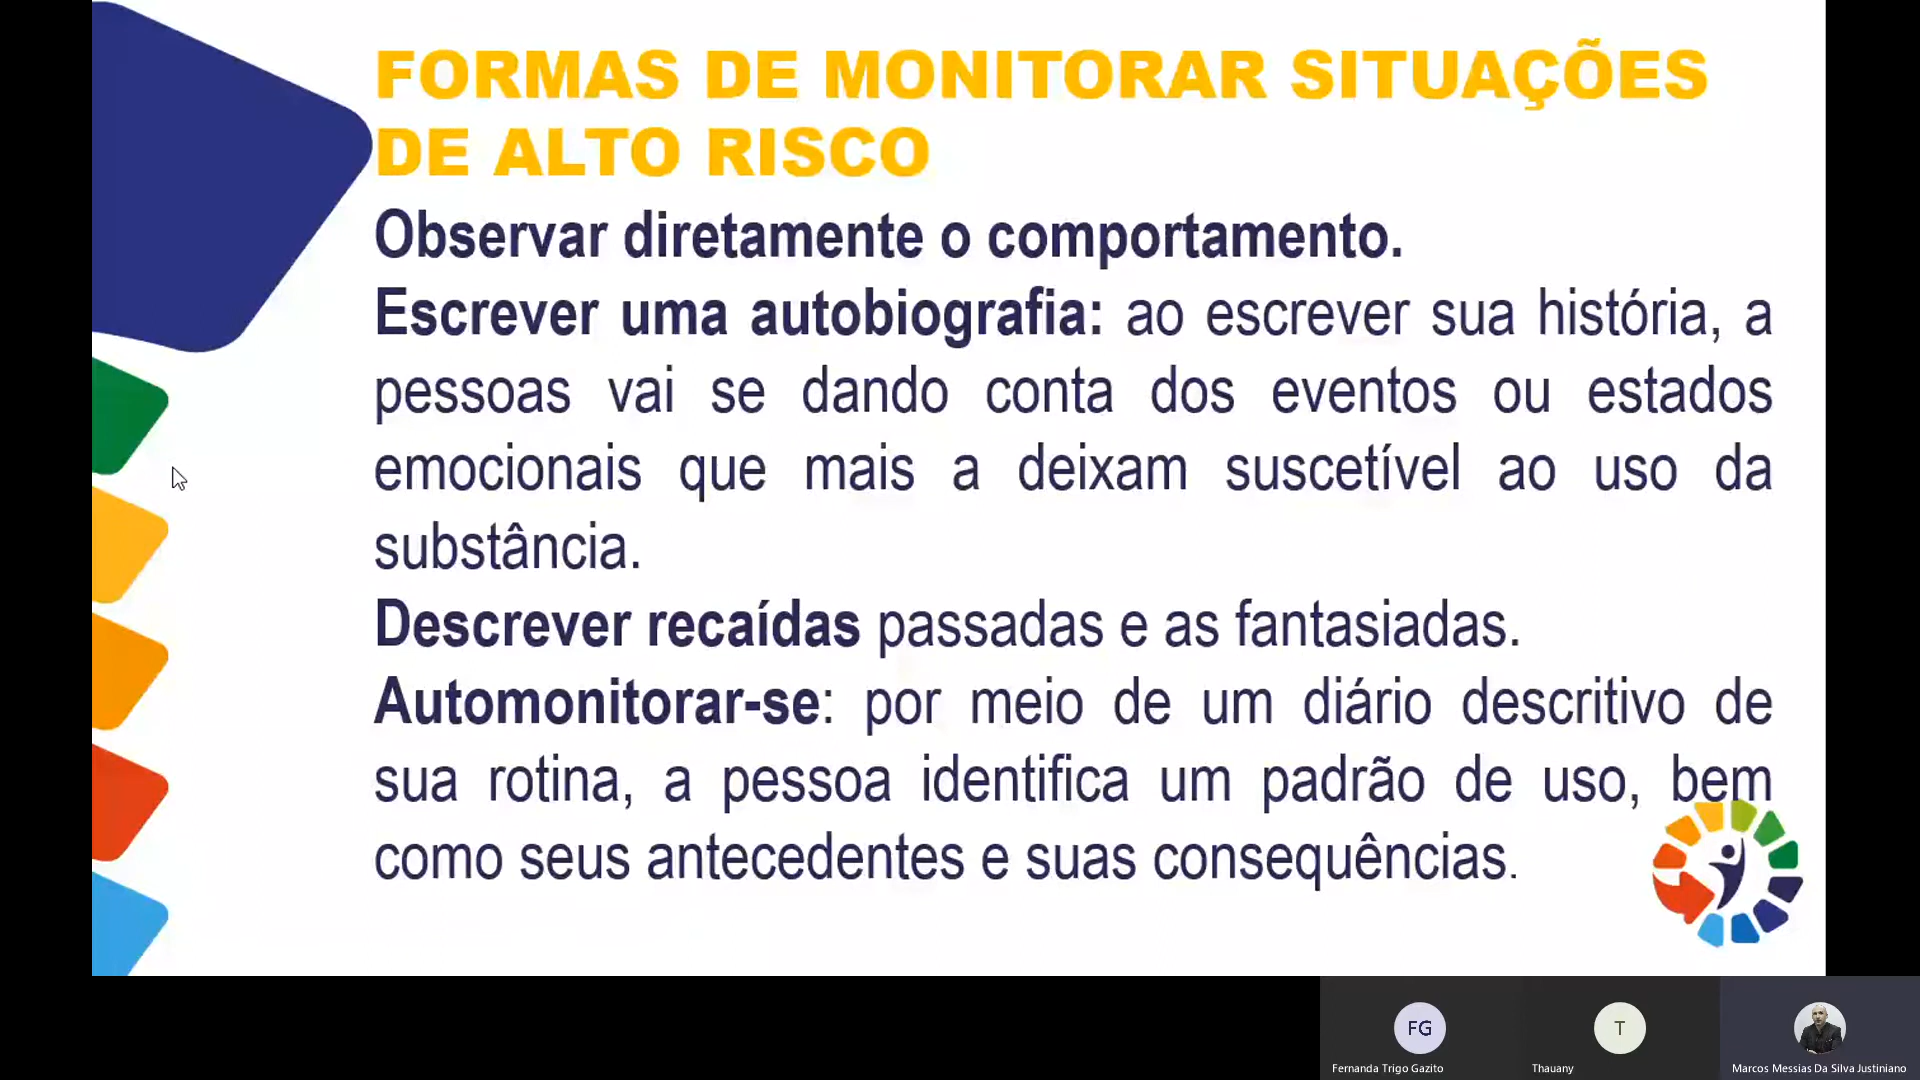 FORMAS DE MONITORAR SITUAÇÕES
DE ALTO RISCO
Observar diretamente o comportamento.
Escrever uma autobiografia: ao escrever sua história, a
pessoas vai se dando conta dos eventos ou estados
emocionais que mais a deixam suscetível ao uso da
substância.
Descrever recaídas passadas e as fantasiadas.
Automonitorar-se: por meio de um diário descritivo de
sua rotina, a pessoa identifica um padrão de uso, bem
como seus antecedentes e suas consequências.
FG
T
Fernanda Trigo Gazito
Thauany
Marcos Messias Da Silva Justiniano